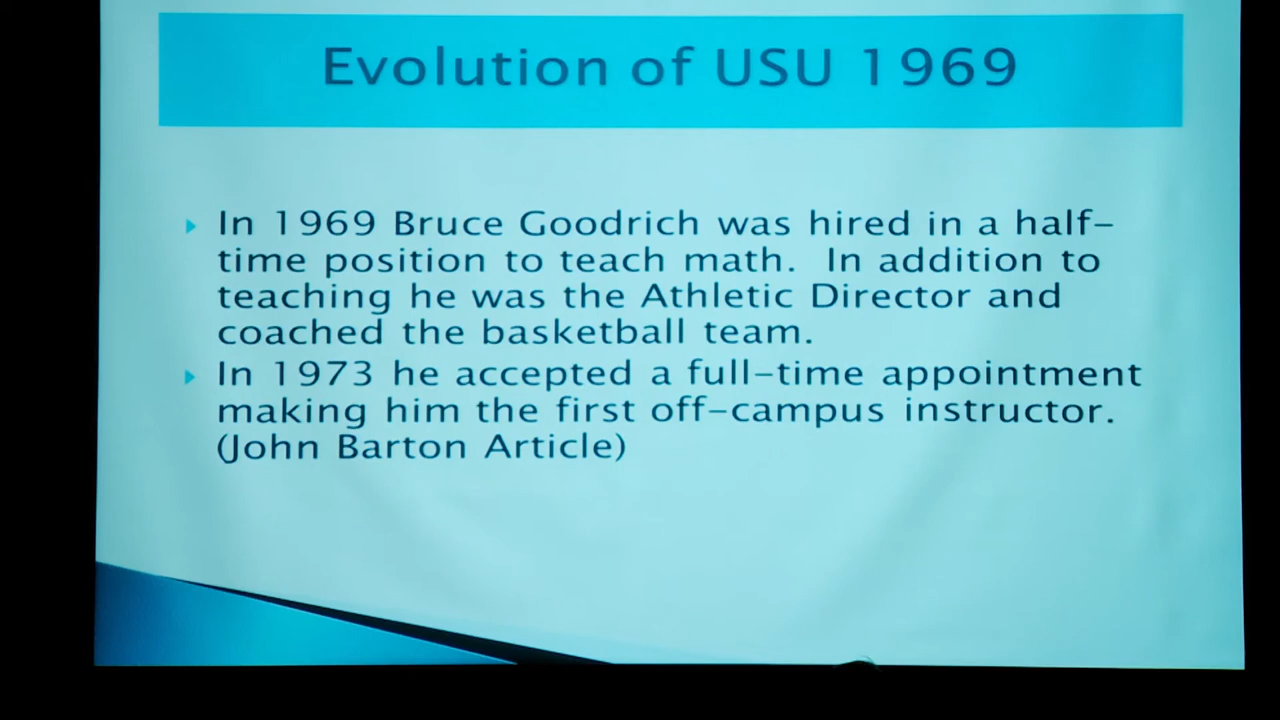 Evolution of USU 1969
In 1969 Bruce Goodrich was hired in a half-
time position to teach math. In addition to
teaching he was the Athletic Director and
coached the basketball team.
In 1973 he accepted a full-time appointment
making him the first off-campus instructor.
(John Barton Article)